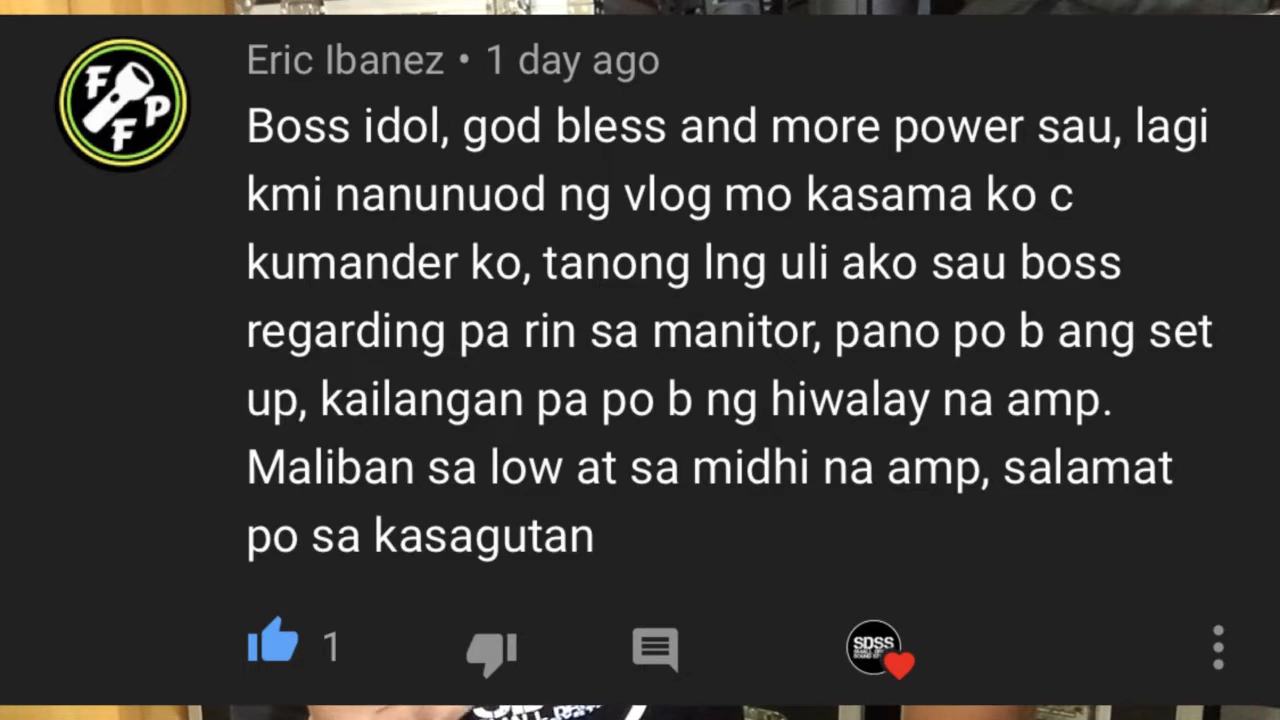 Eric Ibanez • 1 day ago
Boss idol, god bless and more power sau, lagi
kmi nanunuod ng vlog mo kasama ko c
kumander ko, tanong lng uli ako sau boss
regarding pa rin sa manitor, pano po b ang set
up, kailangan pa po b ng hiwalay na amp.
Maliban sa low at sa midhi na amp, salamat
po sa kasagutan
F P F
1
SDSS